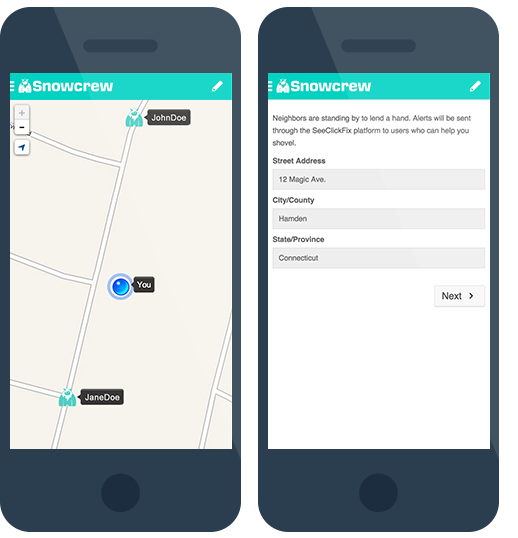 Snowcrew
JohnDoe
+
-
You
JaneDoe
Snowcrew
Neighbors are standing by to lend a hand. Alerts will be sent
through the SeeClickFix platform to users who can help you
shovel.
Street Address
12 Magic Ave.
City/County
Hamden
State/Province
Connecticut
Next